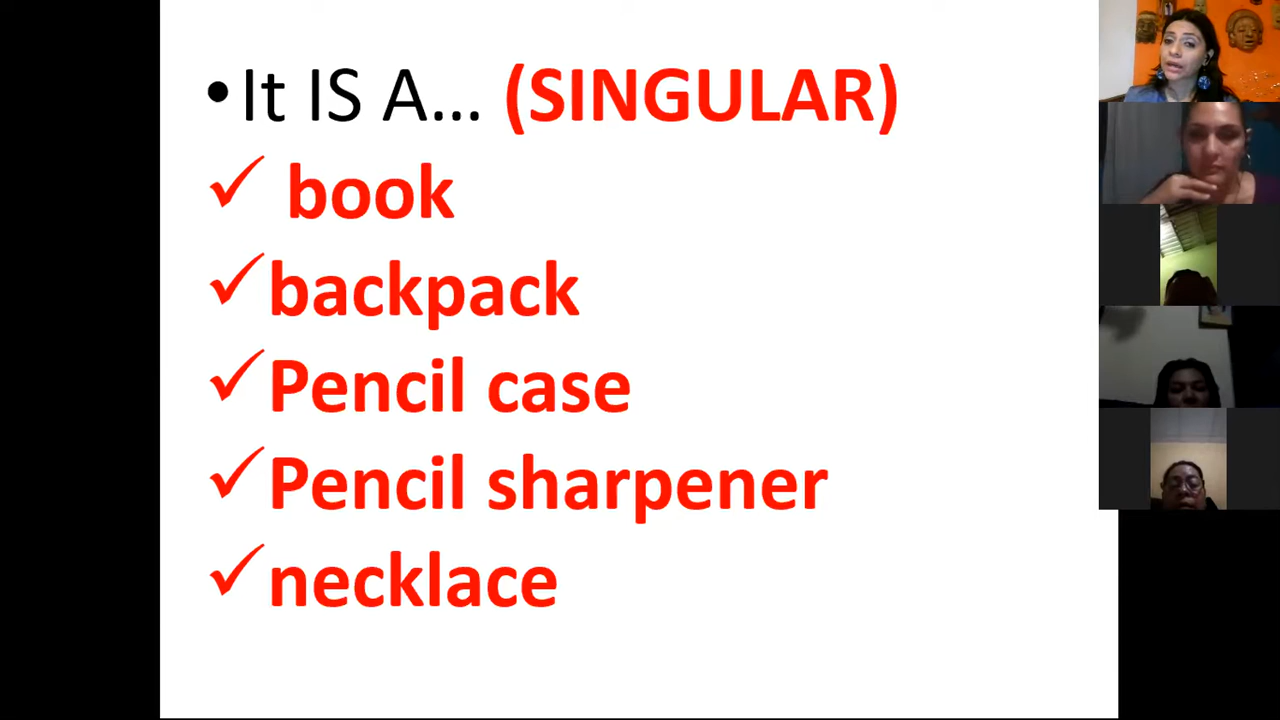 •It IS A... (SINGULAR)
✓ book
✓backpack
✓Pencil case
✓Pencil sharpener
✓necklace